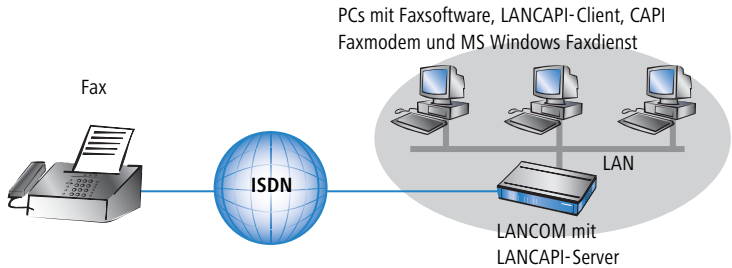 PCs mit Faxsoftware, LANCAPI-Client, CAPI
Faxmodem und MS Windows Faxdienst
Fax
ISDN
LAN
LANCOM mit
LANCAPI-Server